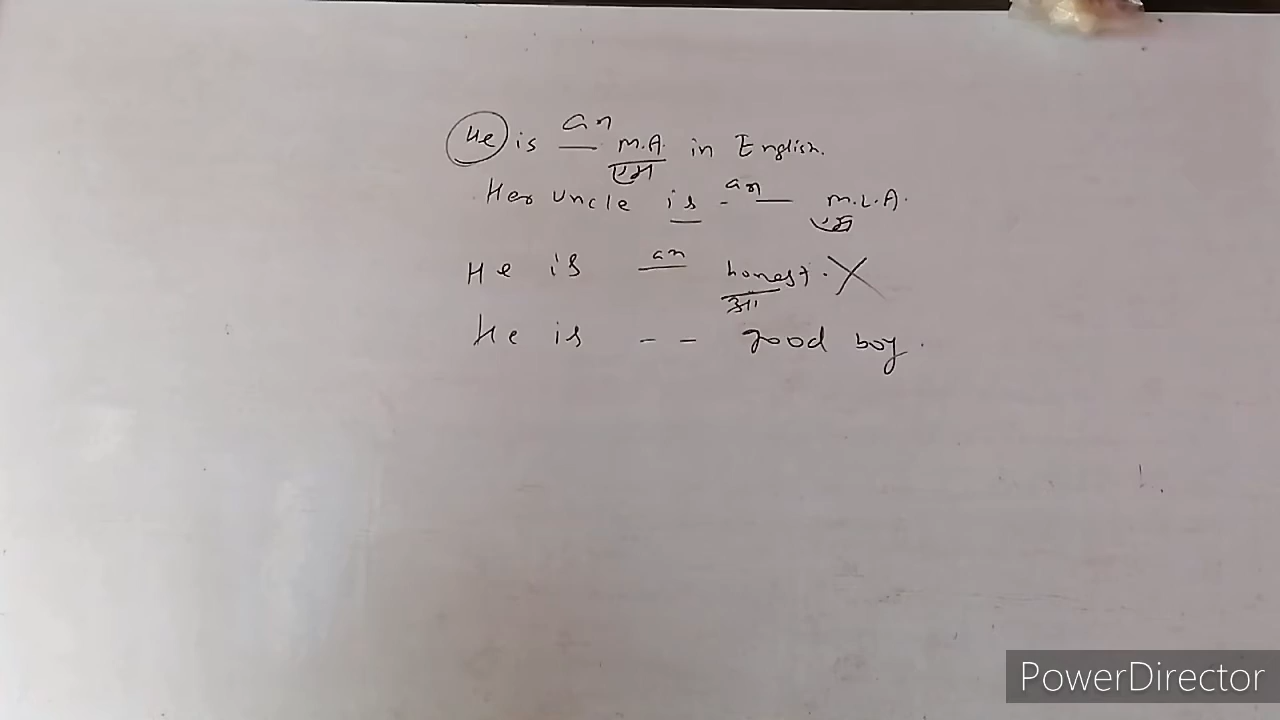 He is an M.A. in English.
एम
Her uncle is an M.L.A.
एम
He is an honest. X
आ
He is -- good boy.
PowerDirector